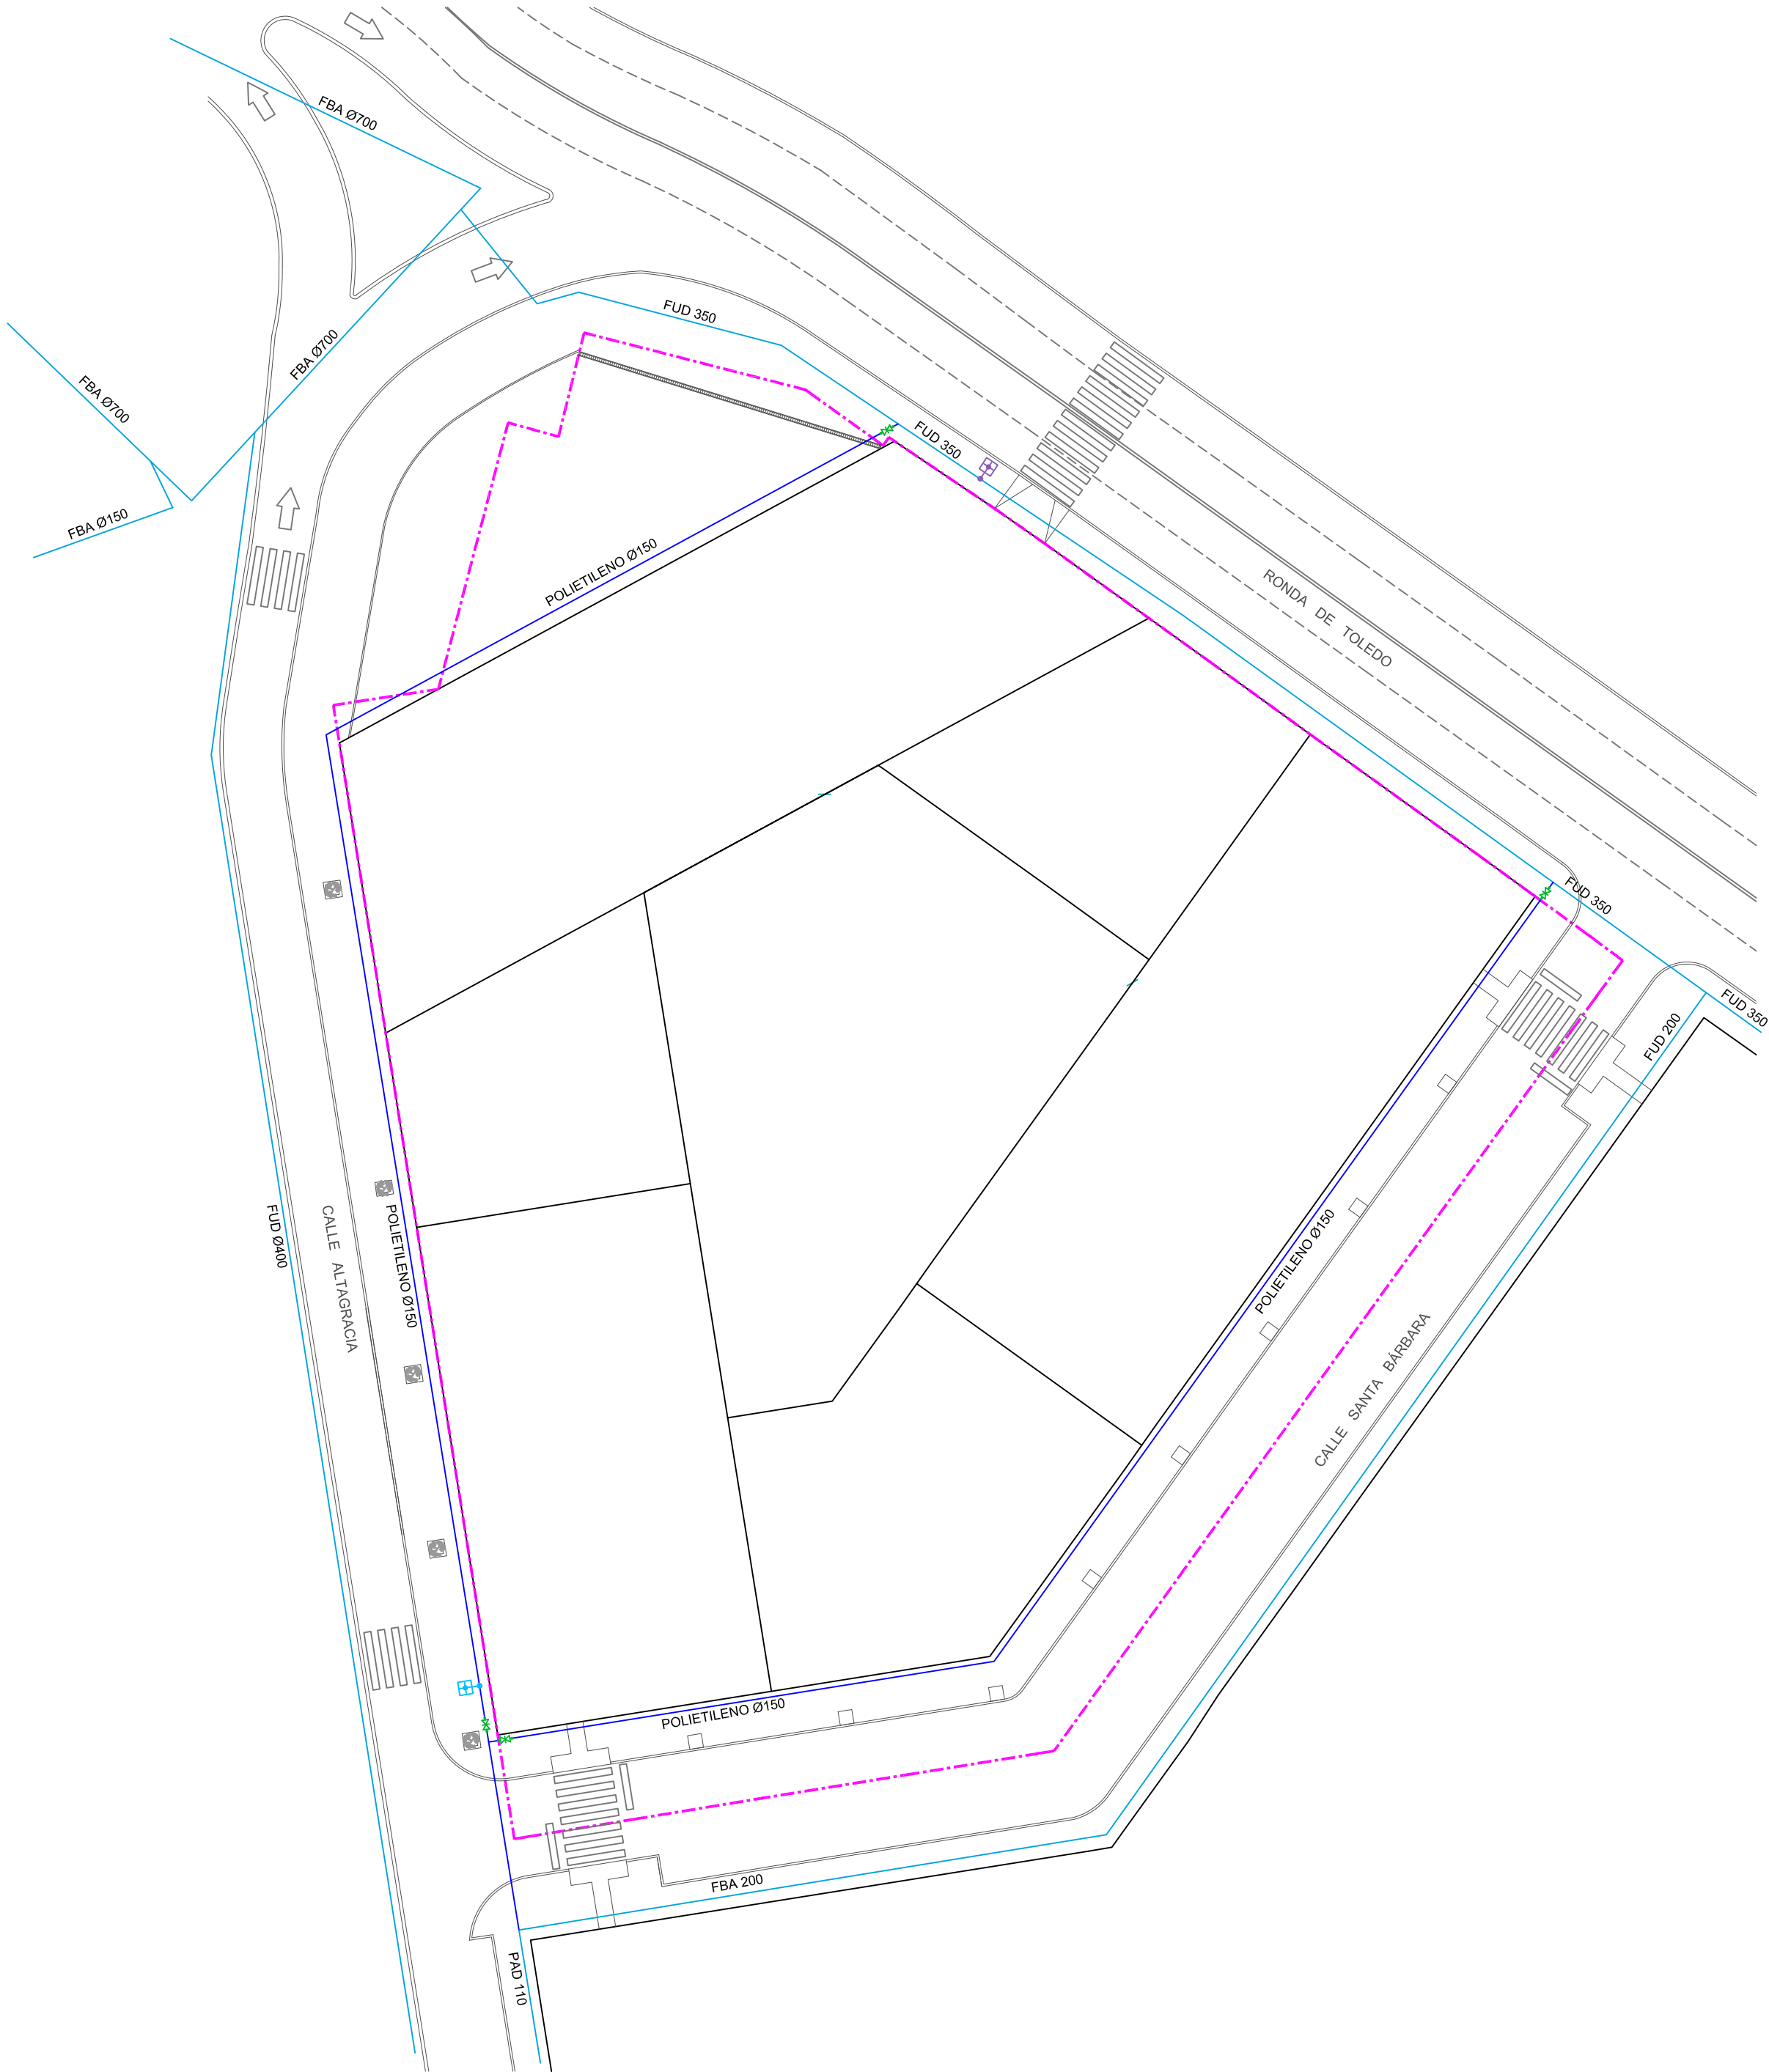 FBA Ø700
FUD 350
FBA Ø700
FBA Ø700
FUD 350
FBA Ø150
POLIETILENO Ø150
RONDA DE TOLEDO
FUD 350
FUD 350
FUD 200
FUD Ø400
CALLE ALTAGRACIA
POLIETILENO Ø150
POLIETILENO Ø150
CALLE SANTA BÁRBARA
POLIETILENO Ø150
FBA 200
PAD 110